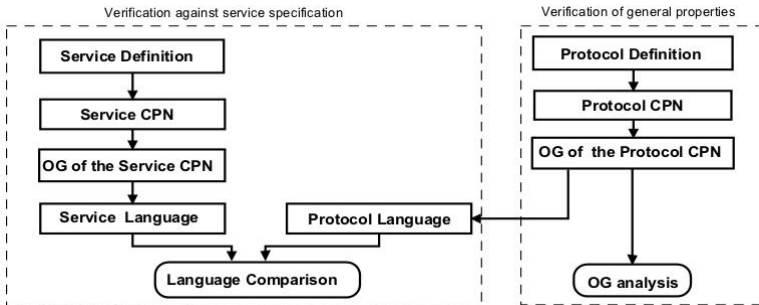 Verification against service specification
Verification of general properties
Service Definition
Service CPN
OG of the Service CPN
Service Language
Protocol Language
Language Comparison
Protocol Definition
Protocol CPN
OG of the Protocol CPN
OG analysis